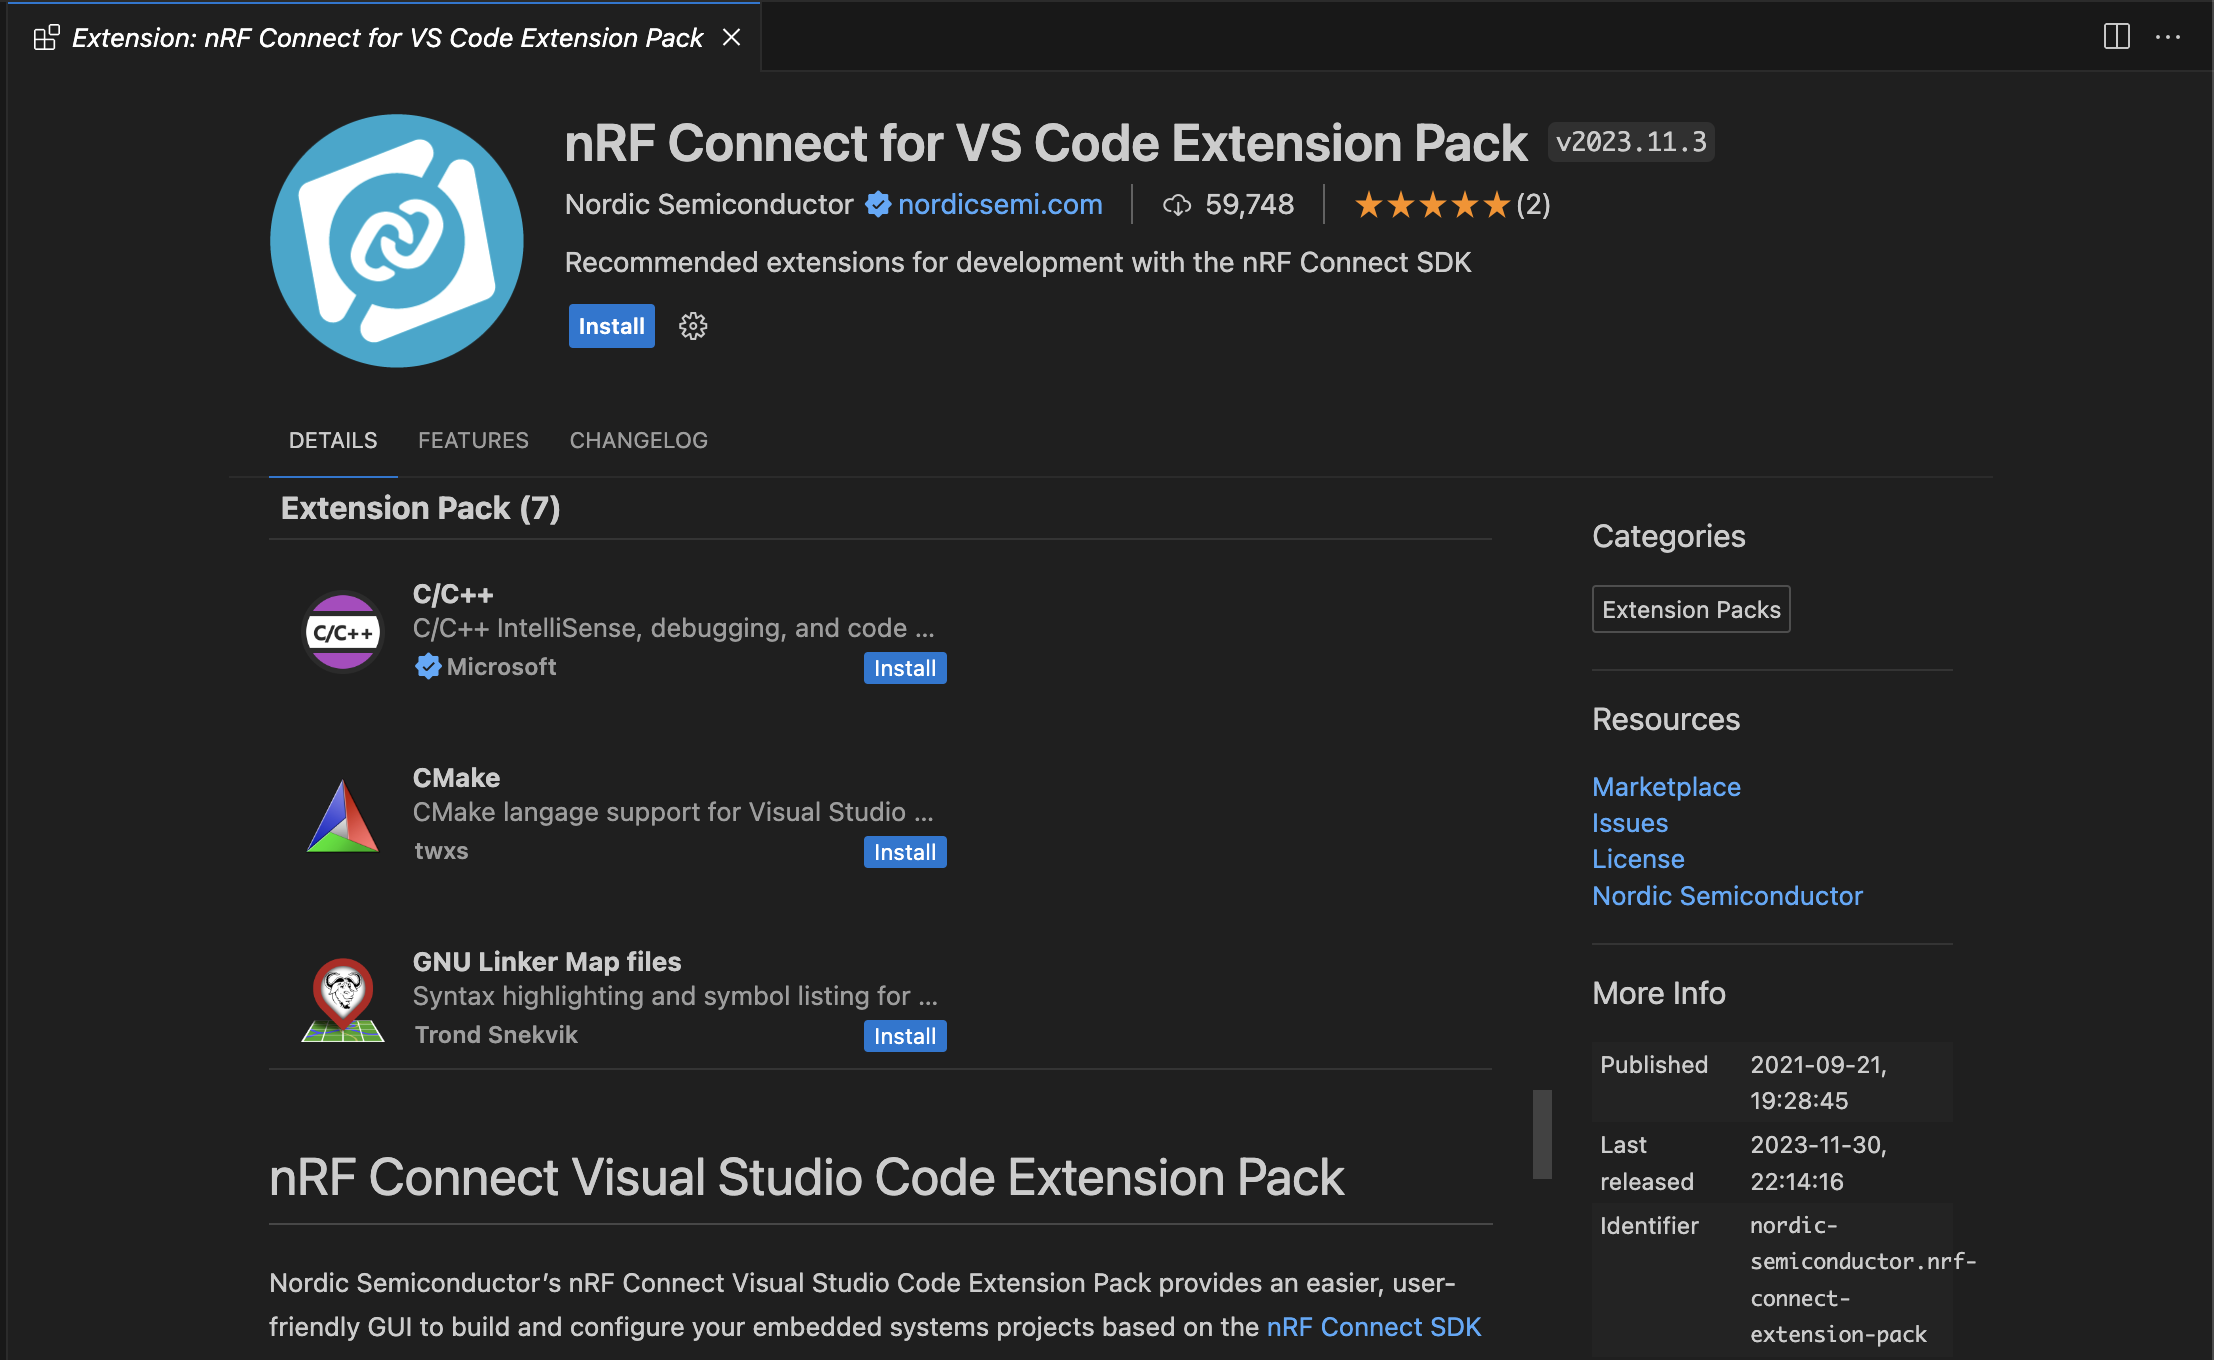 Extension: nRF Connect for VS Code Extension Pack
nRF Connect for VS Code Extension Pack v2023.11.3
Nordic Semiconductor nordicsemi.com 59,748 ★★★★★ (2)
Recommended extensions for development with the nRF Connect SDK
Install
DETAILS FEATURES CHANGELOG
Extension Pack (7)
C/C++
C/C++
C/C++ IntelliSense, debugging, and code ...
Microsoft Install
CMake
CMake langage support for Visual Studio ...
twxs Install
GNU Linker Map files
Syntax highlighting and symbol listing for ...
Trond Snekvik Install
nRF Connect Visual Studio Code Extension Pack
Nordic Semiconductor’s nRF Connect Visual Studio Code Extension Pack provides an easier, user-
friendly GUI to build and configure your embedded systems projects based on the nRF Connect SDK
Categories
Extension Packs
Resources
Marketplace
Issues
License
Nordic Semiconductor
More Info
Published 2021-09-21,
19:28:45
Last 2023-11-30,
released 22:14:16
Identifier nordic-
semiconductor.nrf-
connect-
extension-pack